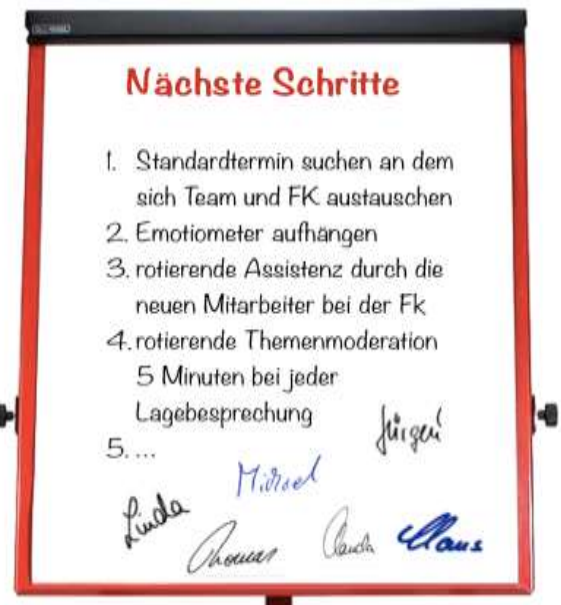 Nächste Schritte
1. Standardtermin suchen an dem
sich Team und FK austauschen
2. Emotiometer aufhängen
3. rotierende Assistenz durch die
neuen Mitarbeiter bei der Fk
4. rotierende Themenmoderation
5 Minuten bei jeder
Lagebesprechung
5. ...
Jürgen
Michael
Linda
Thomas
Claudia
Klaus